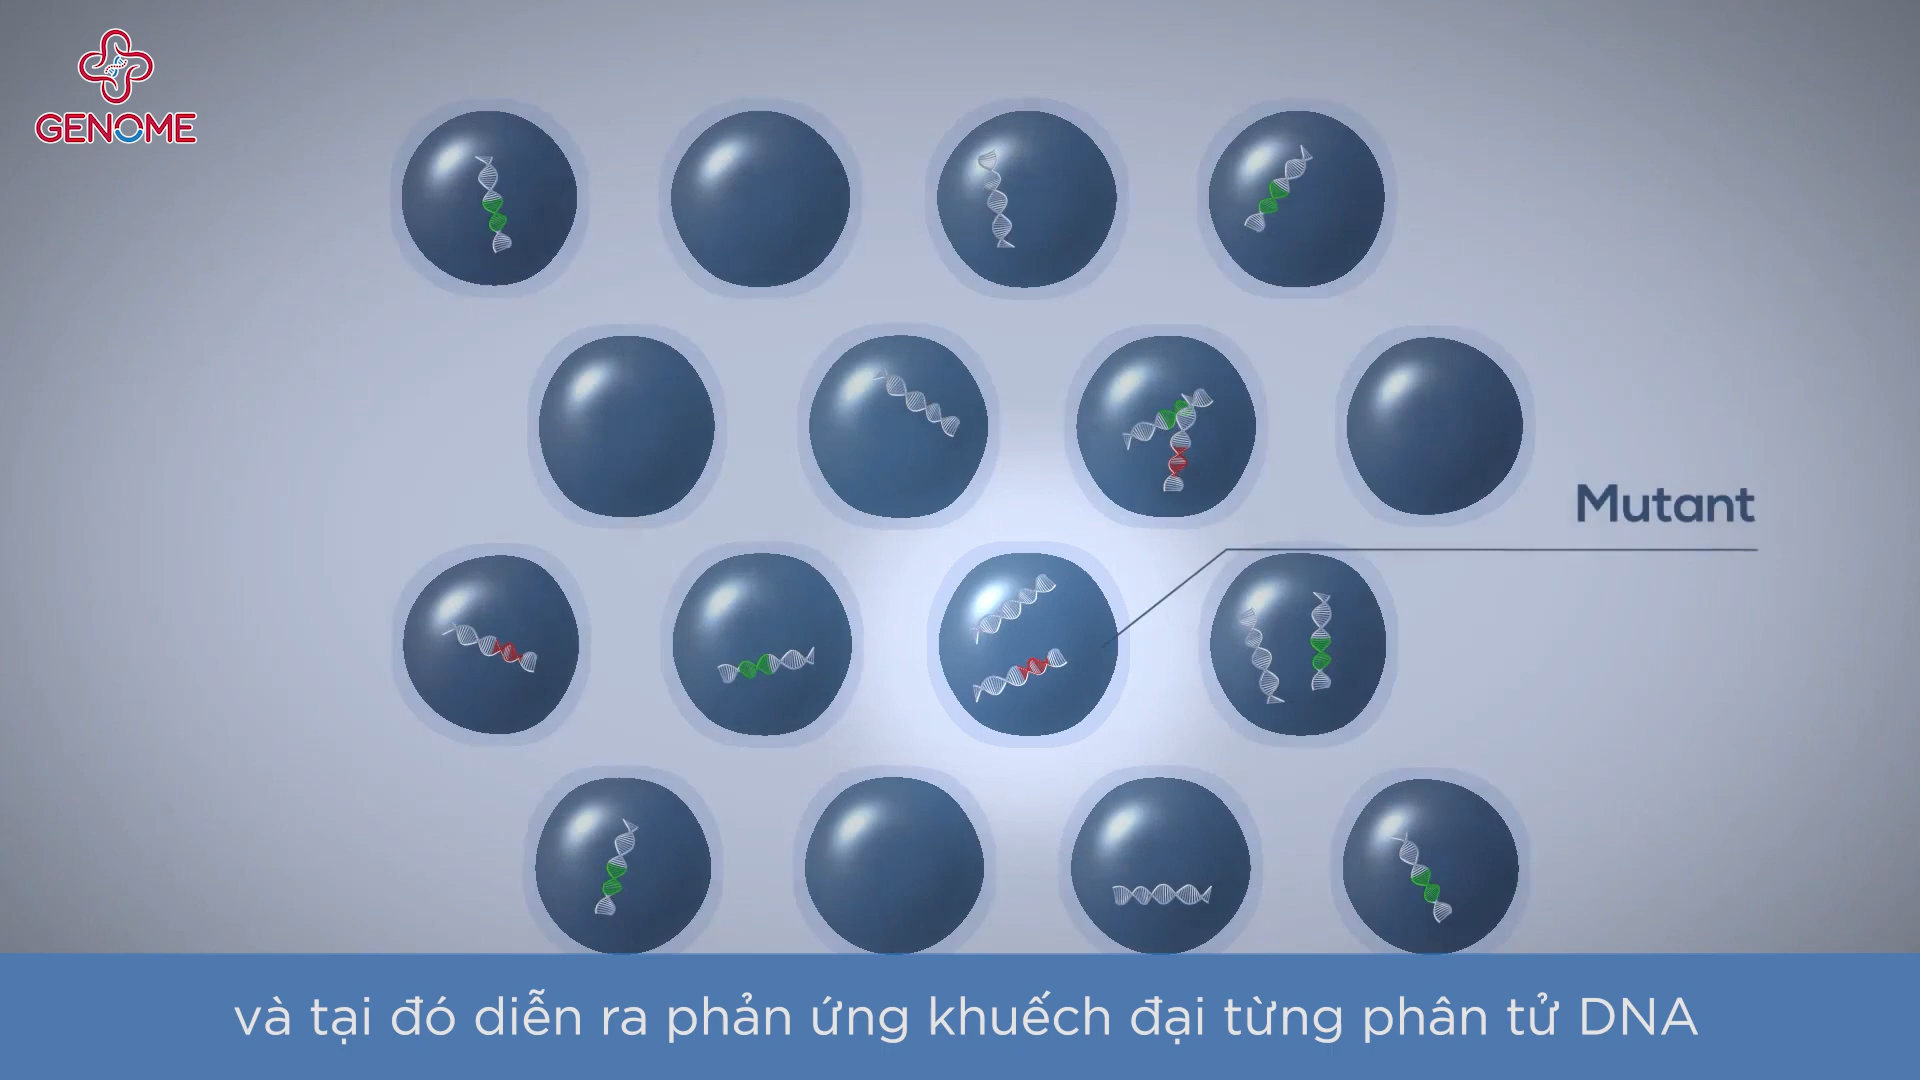 GENOME
Mutant
và tại đó diễn ra phản ứng khuếch đại từng phân tử DNA